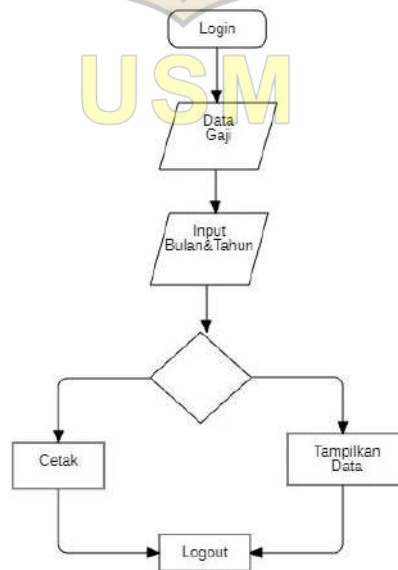 Login
USM
Data
Gaji
Input
Bulan&Tahun
Cetak
Tampilkan
Data
Logout